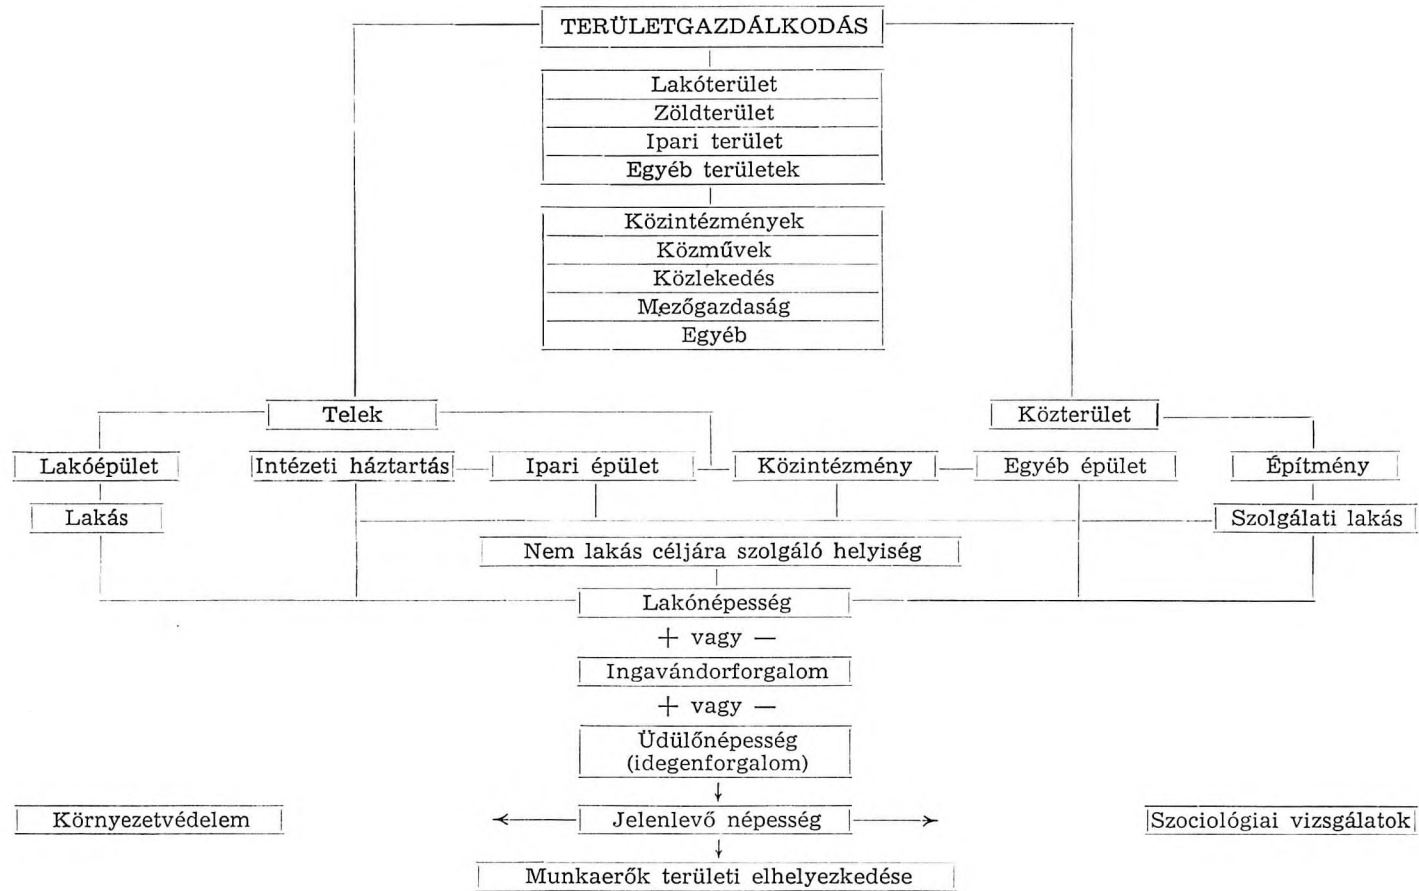 TERÜLETGAZDÁLKODÁS
Lakóterület
Zöldterület
Ipari terület
Egyéb területek
Közintézmények
Közművek
Közlekedés
Mezőgazdaság
Egyéb
Telek
Közterület
Lakóépület
Intézeti háztartás
Ipari épület
Közintézmény
Egyéb épület
Építmény
Lakás
Szolgálati lakás
Nem lakás céljára szolgáló helyiség
Lakónépesség
+ vagy —
Ingavándorforgalom
+ vagy —
Üdülőnépesség
(idegenforgalom)
Környezetvédelem
Jelenlevő népesség
Szociológiai vizsgálatok
Munkaerők területi elhelyezkedése